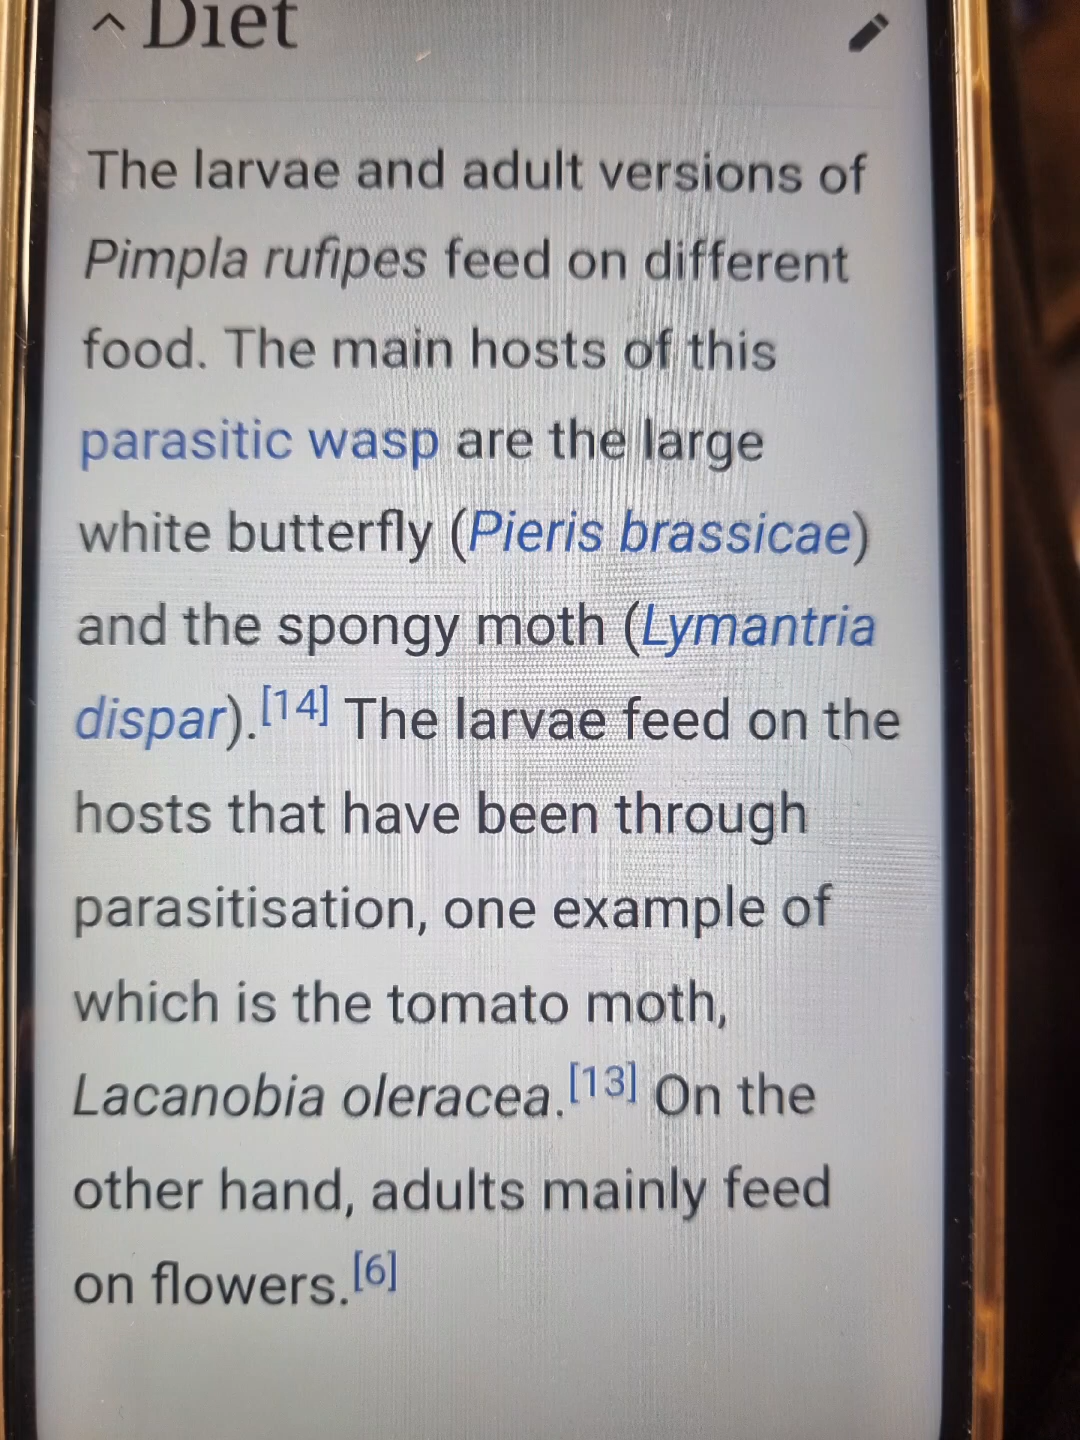 ^ Diet
The larvae and adult versions of
Pimpla rufipes feed on different
food. The main hosts of this
parasitic wasp are the large
white butterfly (Pieris brassicae)
and the spongy moth (Lymantria
dispar).[14] The larvae feed on the
hosts that have been through
parasitisation, one example of
which is the tomato moth,
Lacanobia oleracea.[13] On the
other hand, adults mainly feed
on flowers.[6]